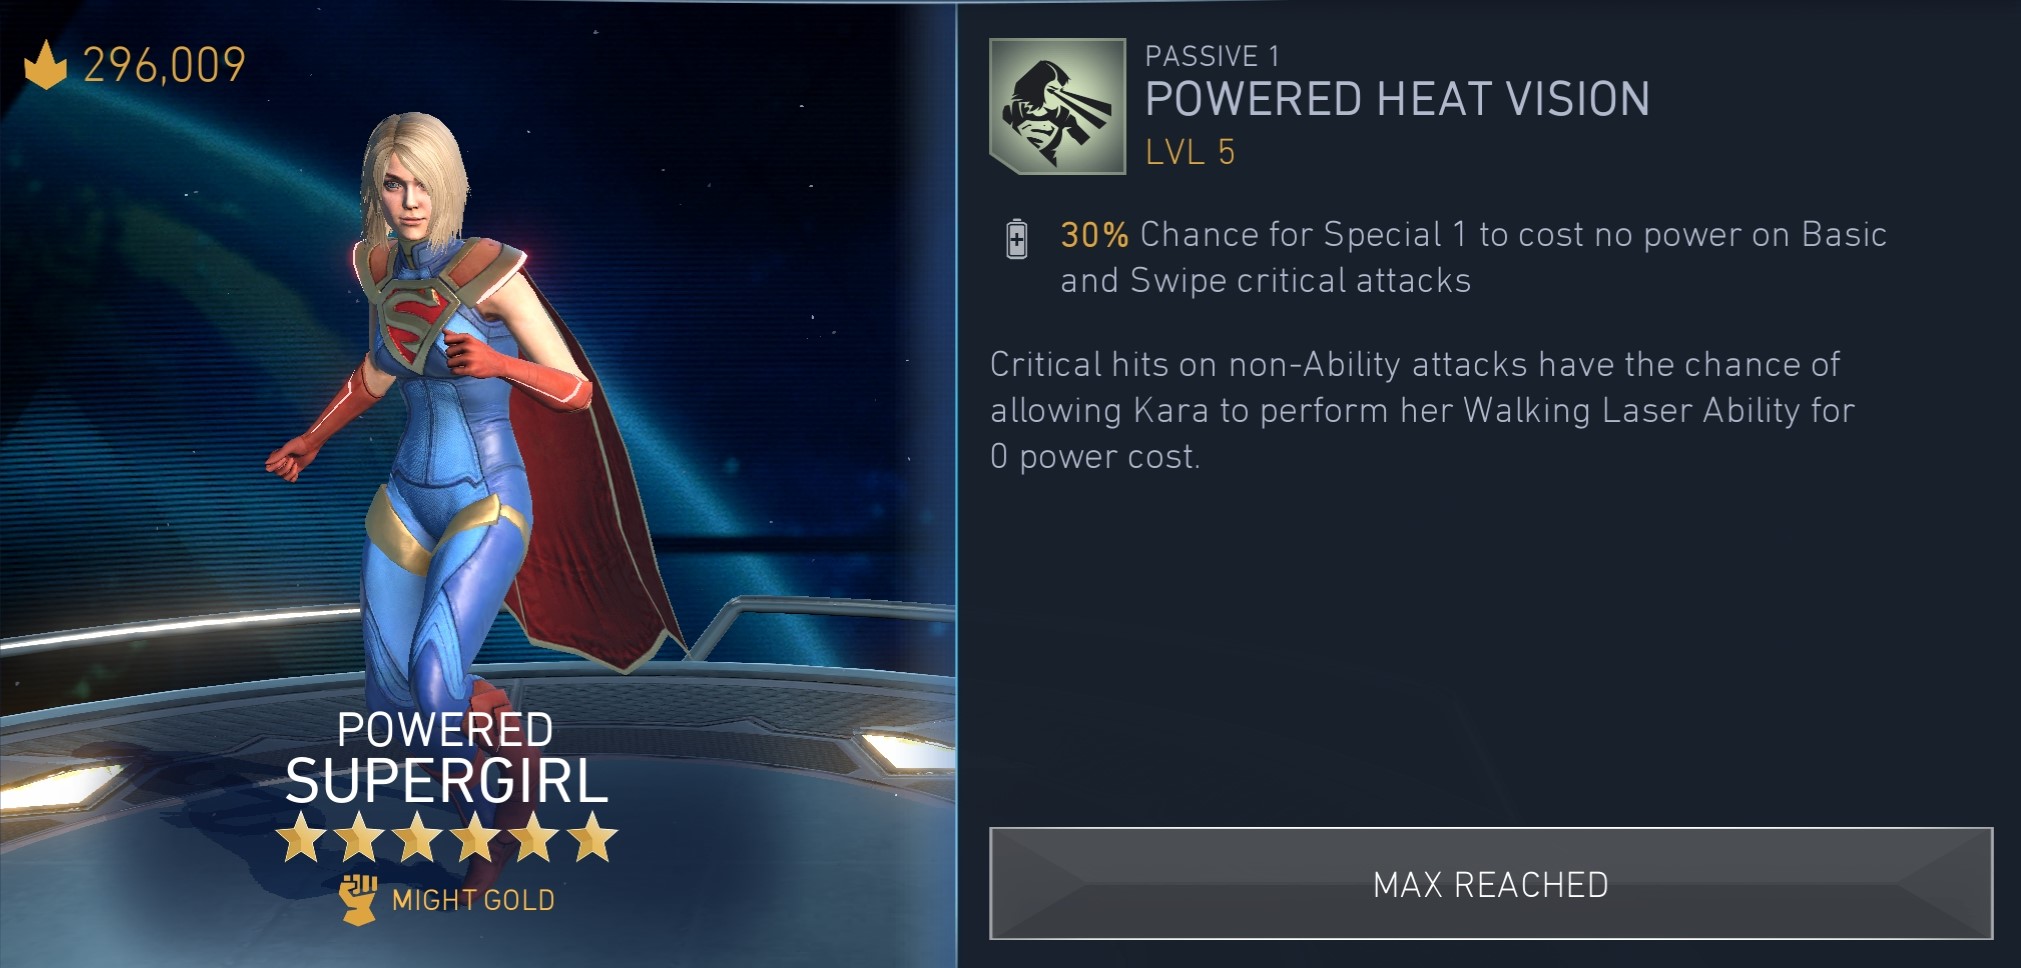 296,009
POWERED
SUPERGIRL
MIGHT GOLD
PASSIVE 1
POWERED HEAT VISION
LVL 5
30% Chance for Special 1 to cost no power on Basic
and Swipe critical attacks
Critical hits on non-Ability attacks have the chance of
allowing Kara to perform her Walking Laser Ability for
0 power cost.
MAX REACHED